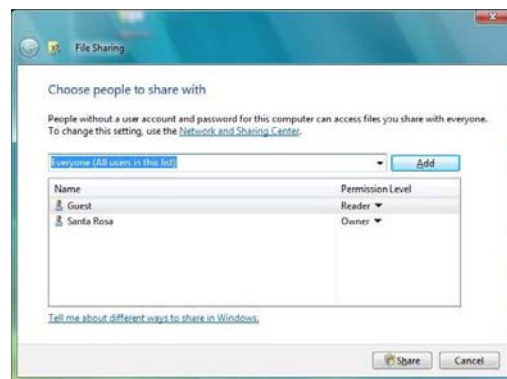 File Sharing
Choose people to share with
People without a user account and password for this computer can access files you share with everyone.
To change this setting, use the Network and Sharing Center.
Everyone (All users in this list)
Add
Name Permission Level
Guest Reader
Santa Rosa Owner
Tell me about different ways to share in Windows.
Share Cancel